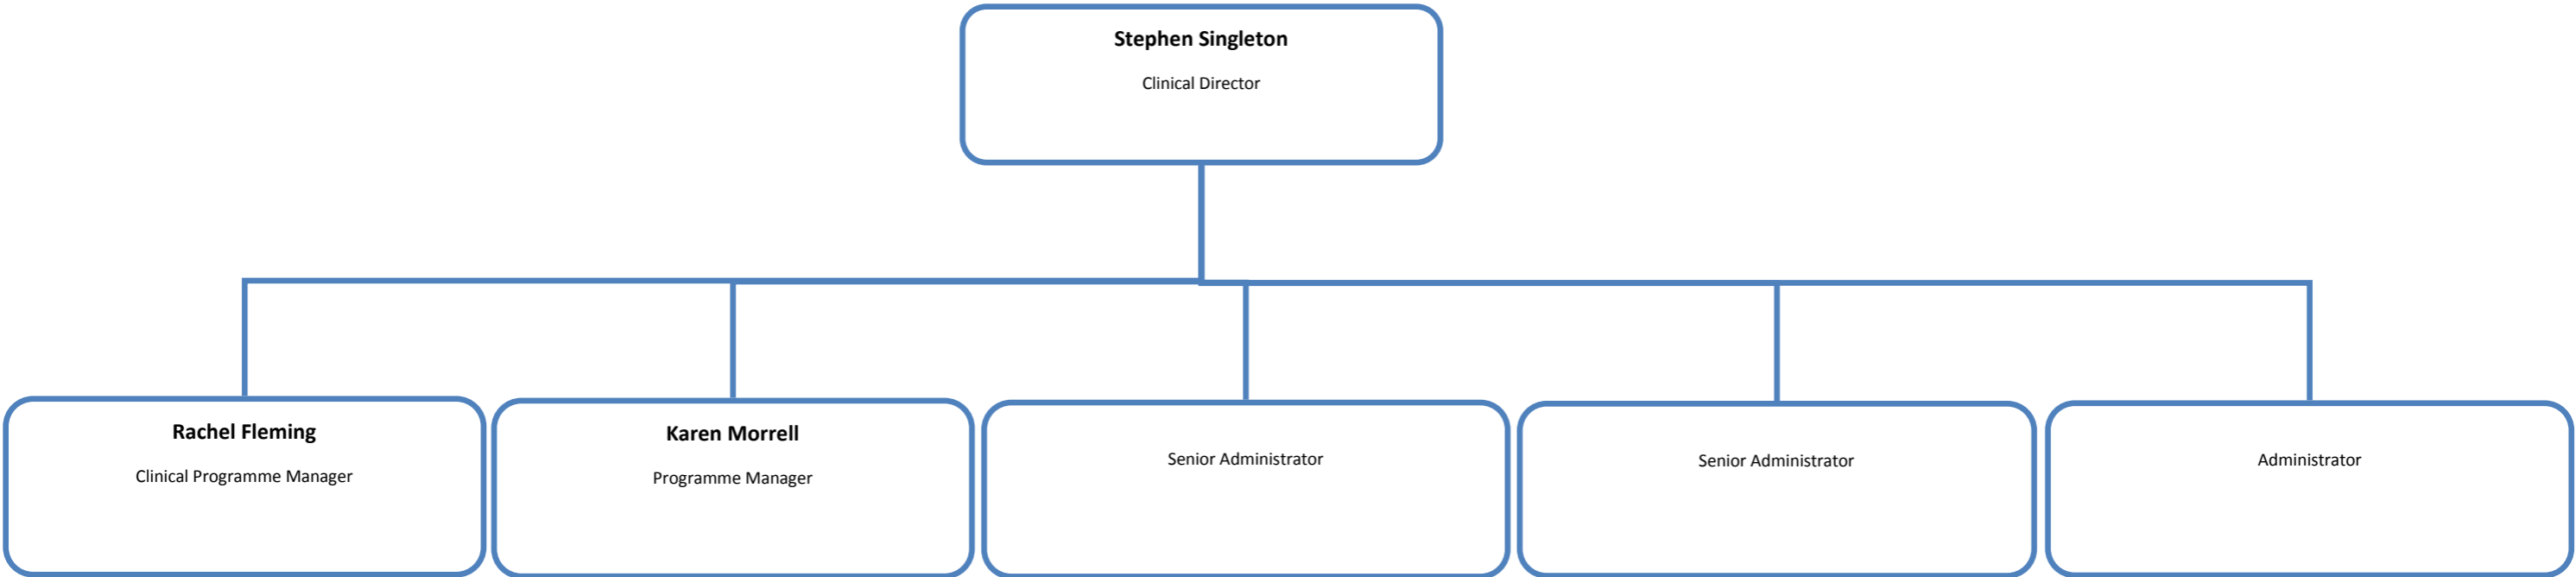 Stephen Singleton
Clinical Director
Rachel Fleming
Clinical Programme Manager
Karen Morrell
Programme Manager
Senior Administrator
Senior Administrator
Administrator